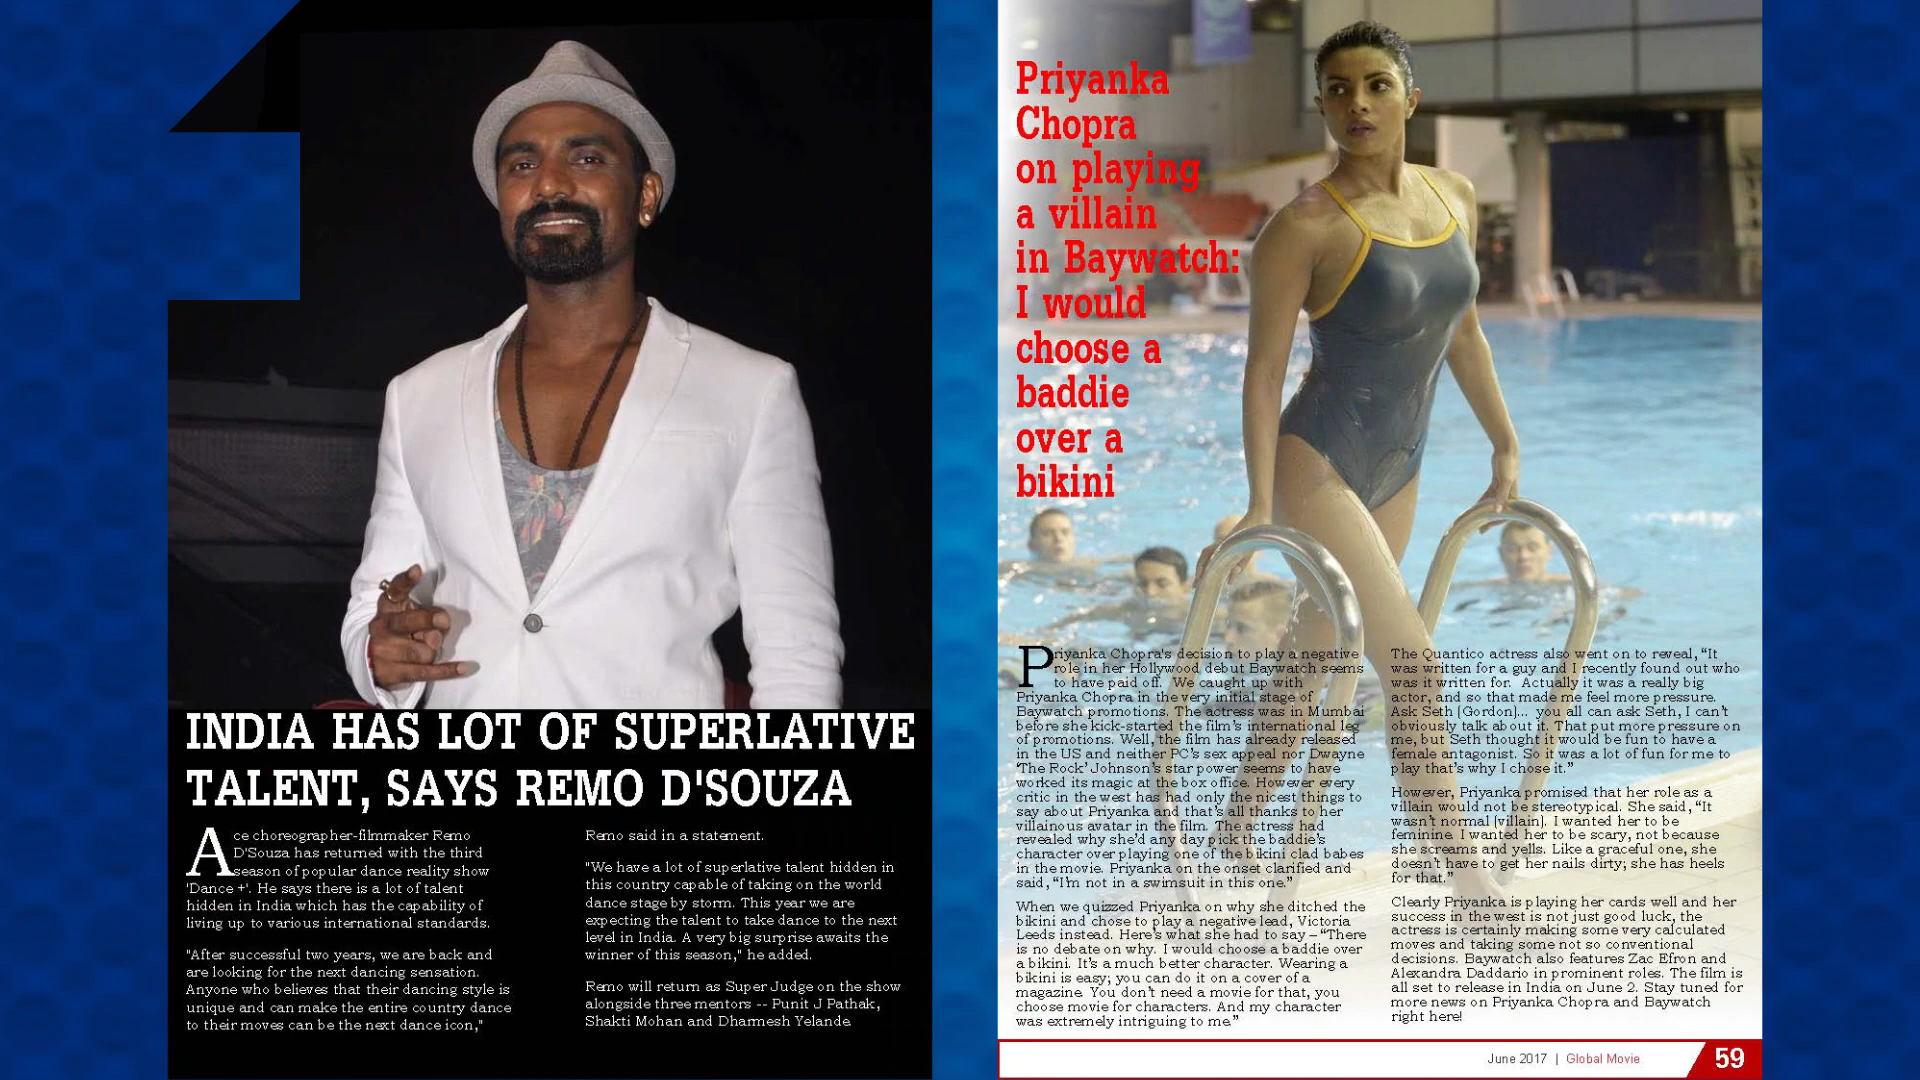 INDIA HAS LOT OF SUPERLATIVE
TALENT, SAYS REMO D'SOUZA
Ace choreographer-filmmaker Remo
D'Souza has returned with the third
season of popular dance reality show
'Dance +'. He says there is a lot of talent
hidden in India which has the capability of
living up to various international standards.
"After successful two years, we are back and
are looking for the next dancing sensation.
Anyone who believes that their dancing style is
unique and can make the entire country dance
to their moves can be the next dance icon,"
Remo said in a statement.
"We have a lot of superlative talent hidden in
this country capable of taking on the world
dance stage by storm. This year we are
expecting the talent to take dance to the next
level in India. A very big surprise awaits the
winner of this season," he added.
Remo will return as Super Judge on the show
alongside three mentors -- Punit J Pathak,
Shakti Mohan and Dharmesh Yelande.
Priyanka
Chopra
on playing
a villain
in Baywatch:
I would
choose a
baddie
over a
bikini
Priyanka Chopra's decision to play a negative
role in her Hollywood debut Baywatch seems
to have paid off. We caught up with
Priyanka Chopra in the very initial stage of
Baywatch promotions. The actress was in Mumbai
before she kick-started the film's international leg
of promotions. Well, the film has already released
in the US and neither PC's sex appeal nor Dwayne
'The Rock' Johnson's star power seems to have
worked its magic at the box office. However every
critic in the west has had only the nicest things to
say about Priyanka and that's all thanks to her
villainous avatar in the film. The actress had
revealed why she'd any day pick the baddie's
character over playing one of the bikini clad babes
in the movie. Priyanka on the onset clarified and
said, "I'm not in a swimsuit in this one."
When we quizzed Priyanka on why she ditched the
bikini and chose to play a negative lead, Victoria
Leeds instead. Here's what she had to say – "There
is no debate on why. I would choose a baddie over
a bikini. It's a much better character. Wearing a
bikini is easy; you can do it on a cover of a
magazine. You don't need a movie for that, you
choose movie for characters. And my character
was extremely intriguing to me."
The Quantico actress also went on to reveal, "It
was written for a guy and I recently found out who
was it written for. Actually it was a really big
actor, and so that made me feel more pressure.
Ask Seth (Gordon)... you all can ask Seth, I can't
obviously talk about it. That put more pressure on
me, but Seth thought it would be fun to have a
female antagonist. So it was a lot of fun for me to
play that's why I chose it."
However, Priyanka promised that her role as a
villain would not be stereotypical. She said, "It
wasn't normal (villain). I wanted her to be
feminine. I wanted her to be scary, not because
she screams and yells. Like a graceful one, she
doesn't have to get her nails dirty; she has heels
for that."
Clearly Priyanka is playing her cards well and her
success in the west is not just good luck, the
actress is certainly making some very calculated
moves and taking some not so conventional
decisions. Baywatch also features Zac Efron and
Alexandra Daddario in prominent roles. The film is
all set to release in India on June 2. Stay tuned for
more news on Priyanka Chopra and Baywatch
right here!
June 2017 | Global Movie 59